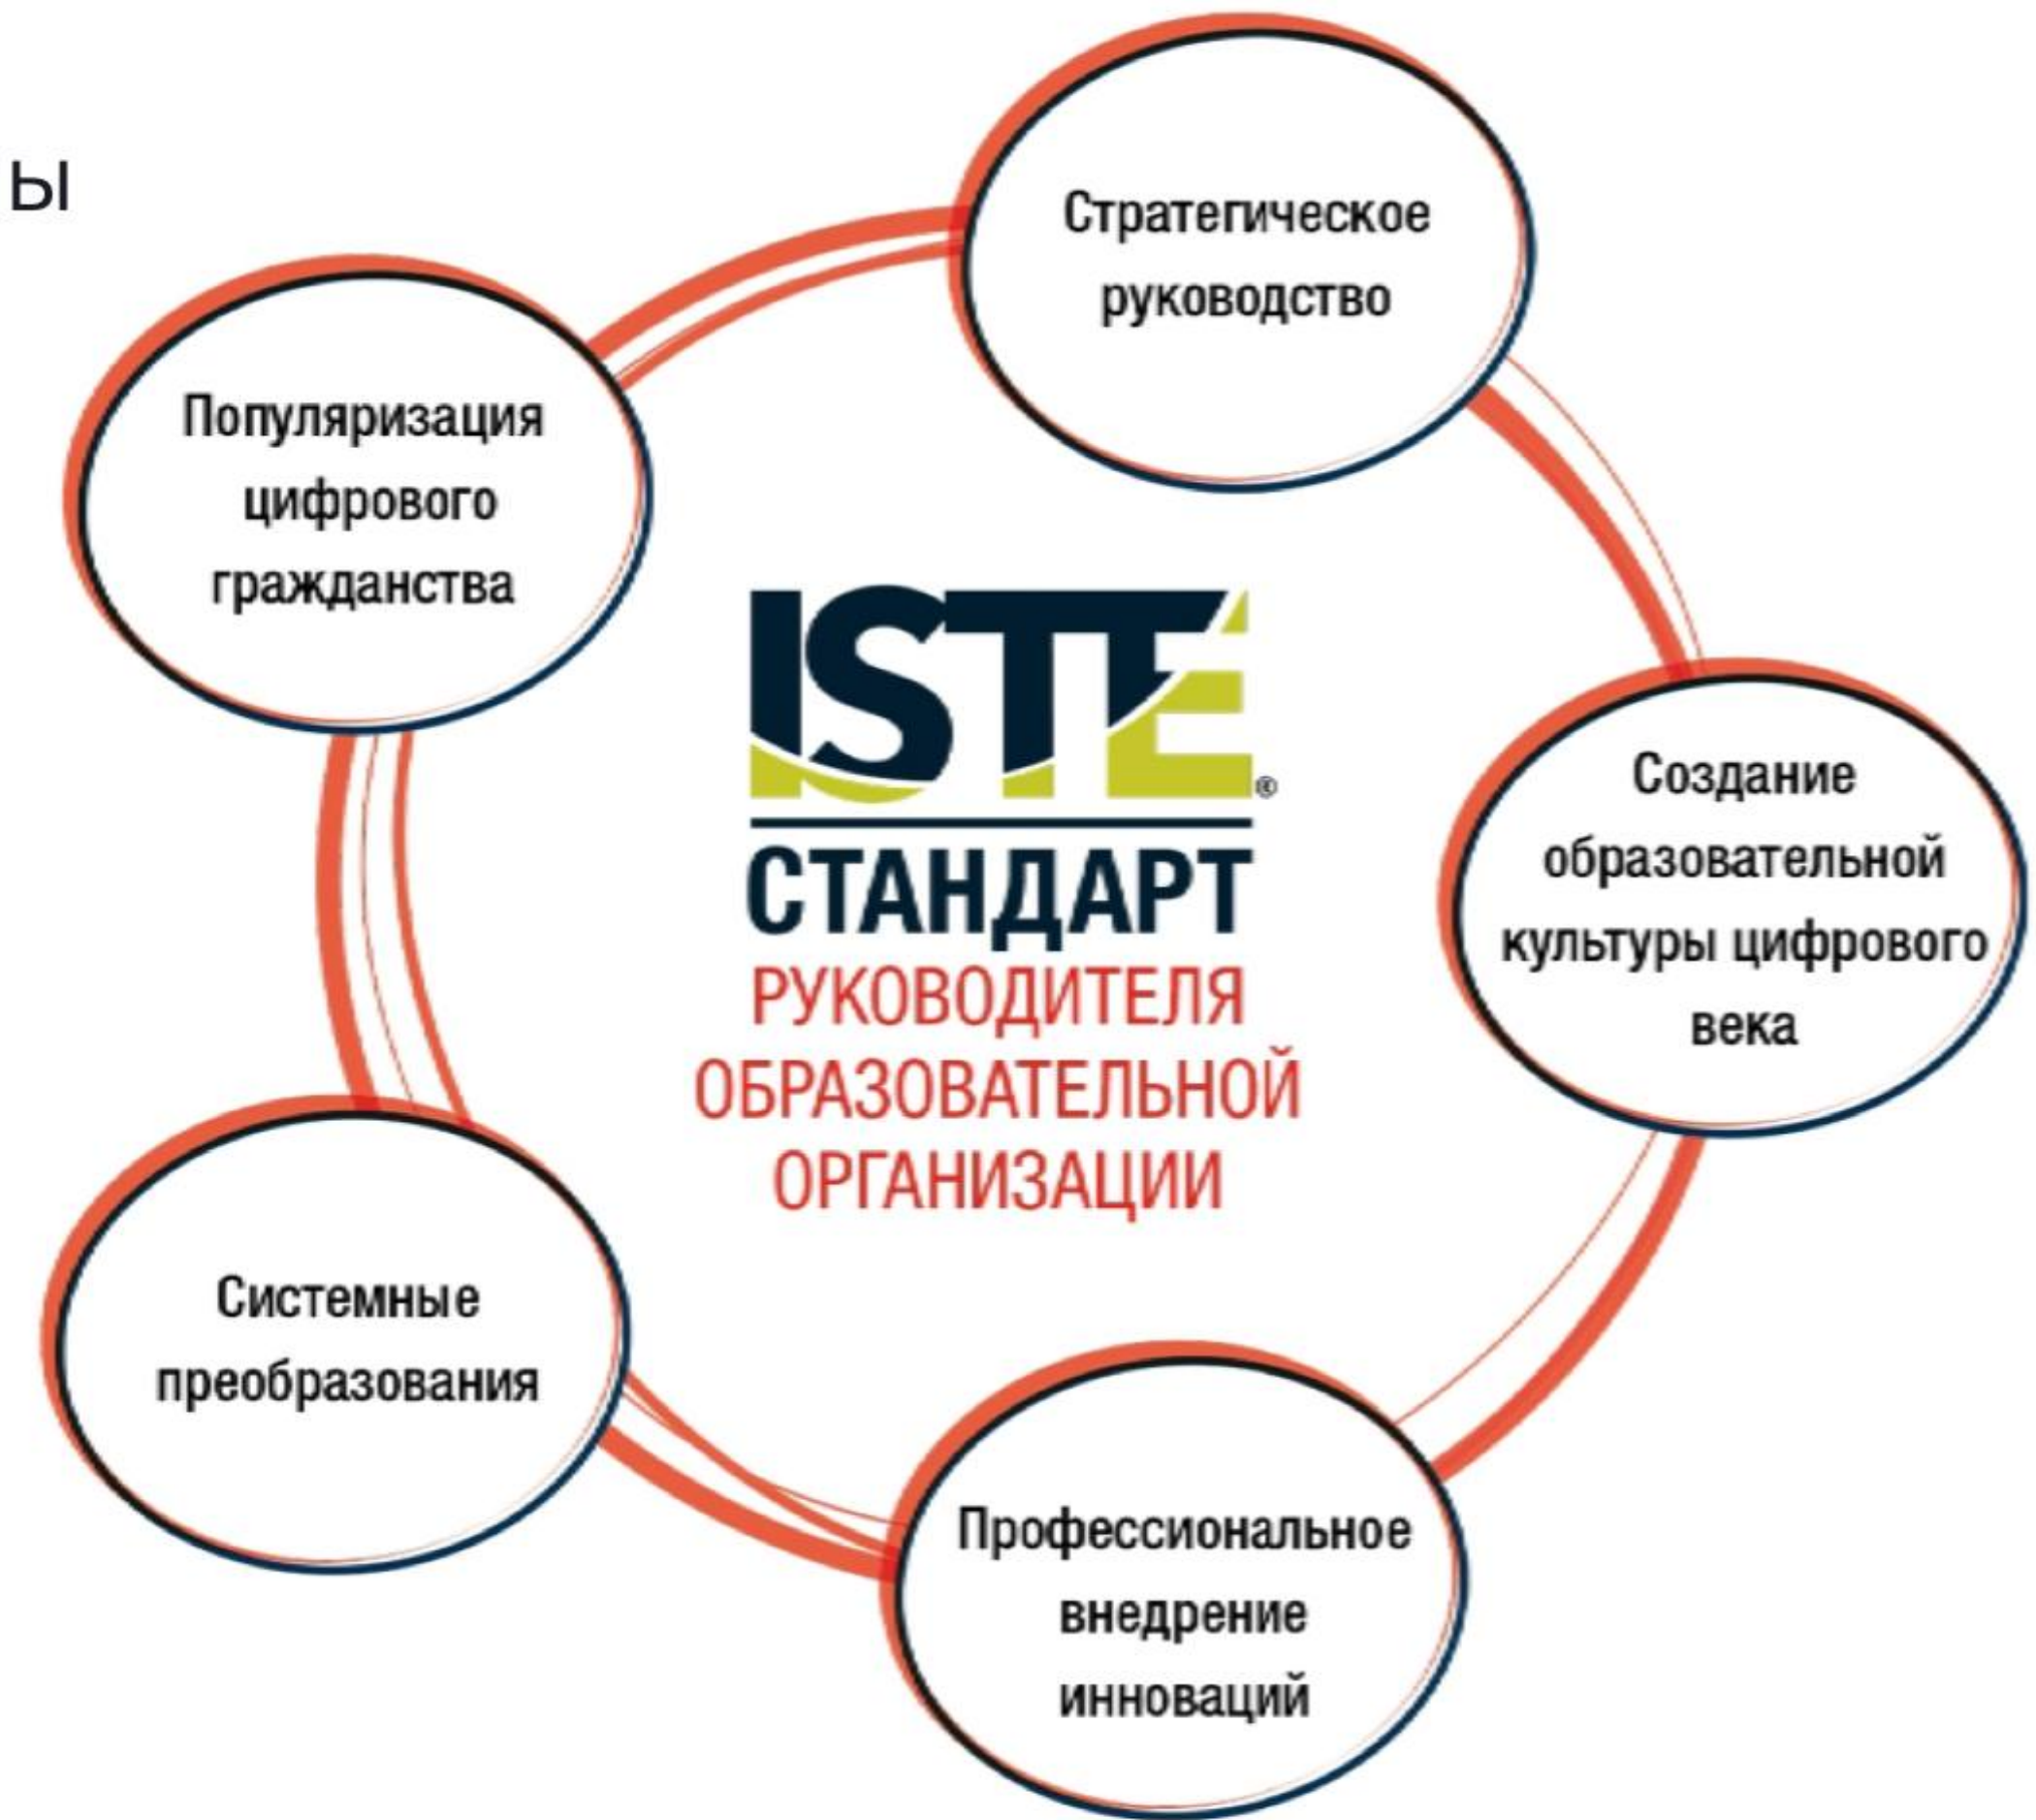 ы
Стратегическое
руководство
Популяризация
цифрового
гражданства
ISTE®
СТАНДАРТ
РУКОВОДИТЕЛЯ
ОБРАЗОВАТЕЛЬНОЙ
ОРГАНИЗАЦИИ
Создание
образовательной
культуры цифрового
века
Системные
преобразования
Профессиональное
внедрение
инноваций